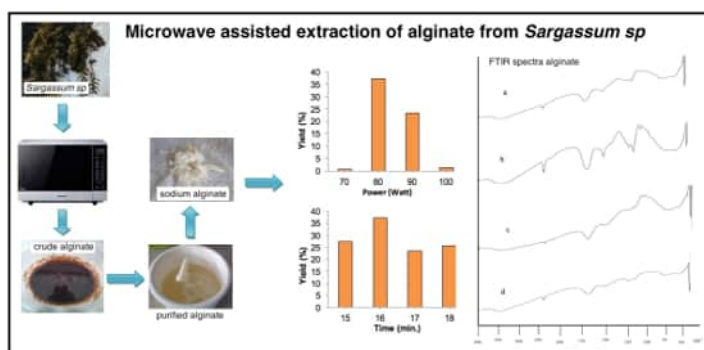 Microwave assisted extraction of alginate from Sargassum sp
Sargassum sp
crude alginate
purified alginate
sodium alginate
Yield (%)
40
35
30
25
20
15
10
5
0
70 80 90 100
Power (Watt)
Yield (%)
40
35
30
25
20
15
10
5
0
15 16 17 18
Time (min.)
FTIR spectra alginate
a
b
c
d